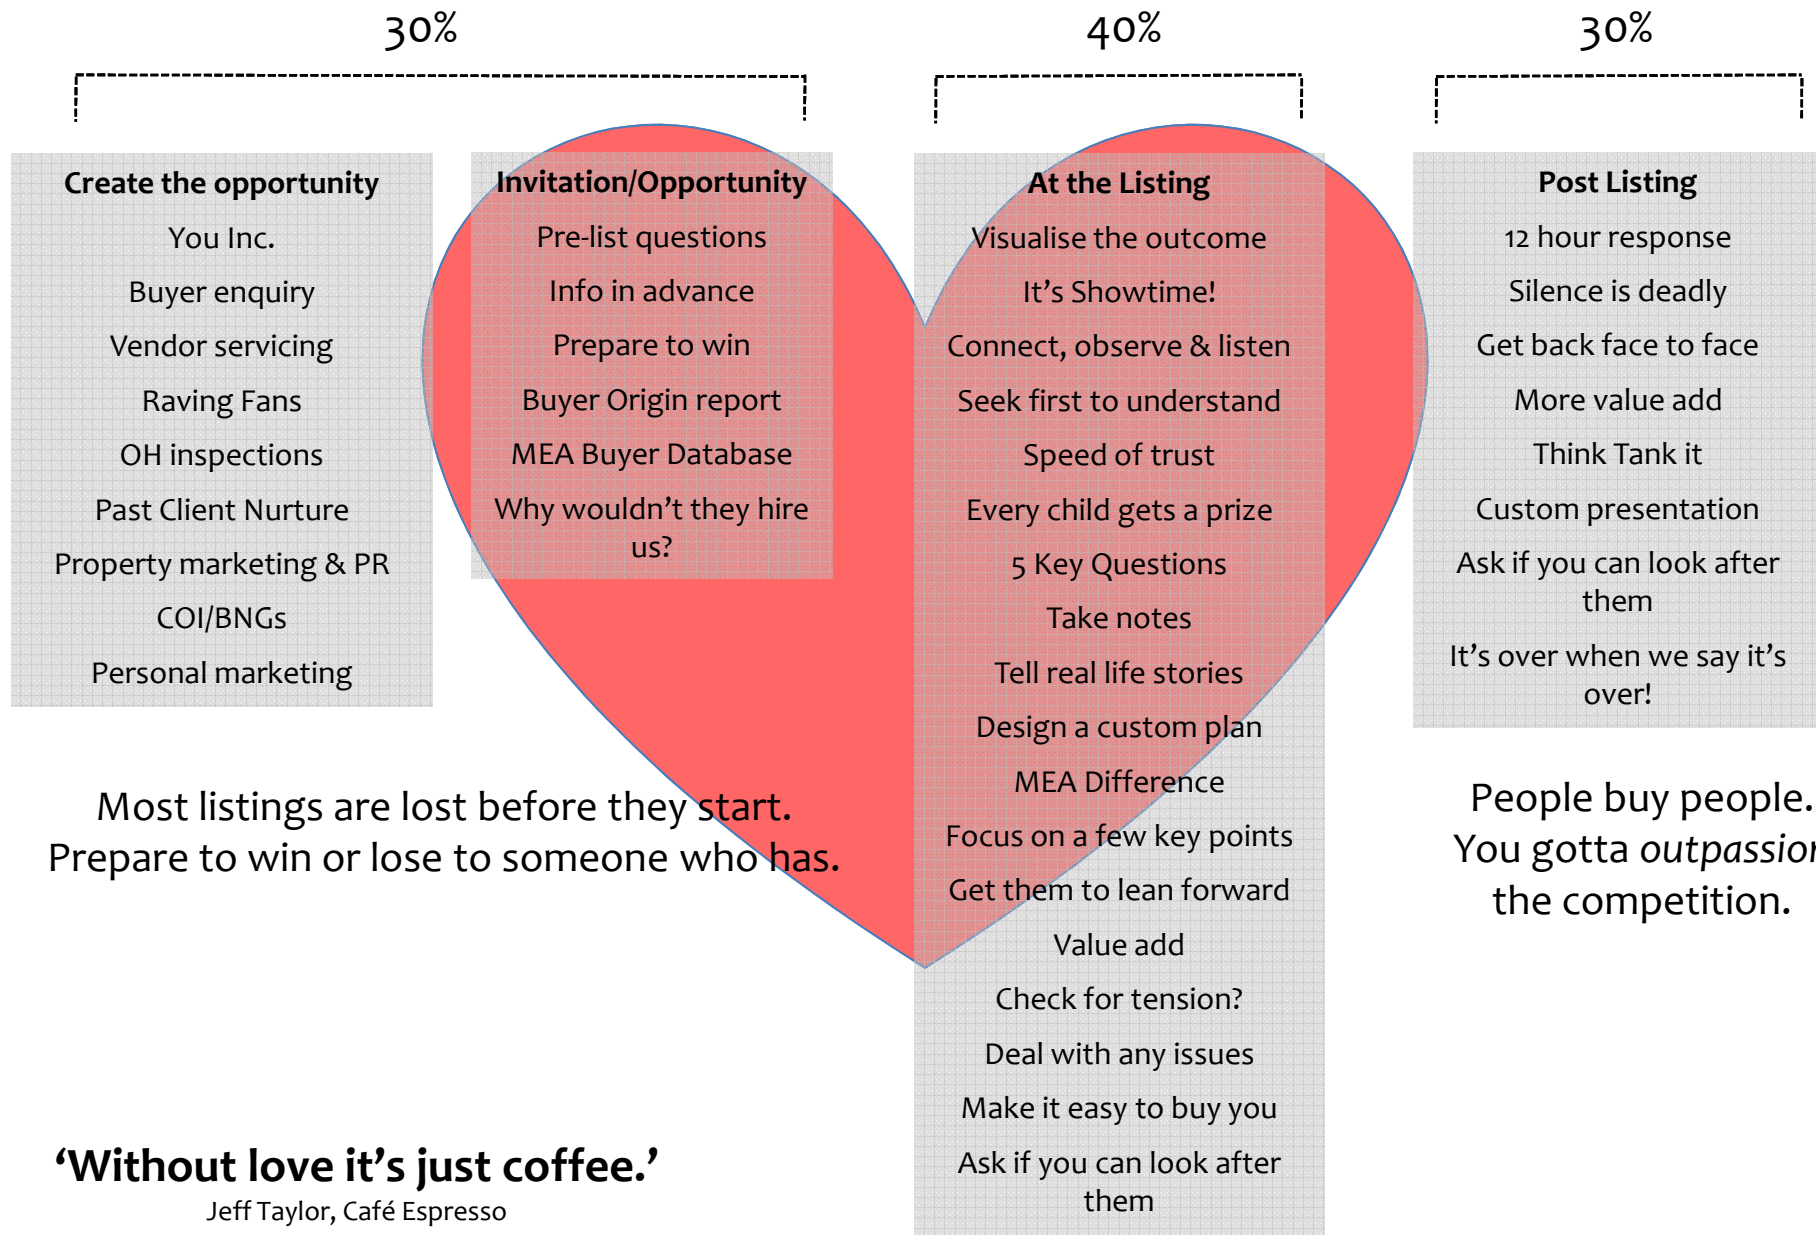 30%
40%
30%
Create the opportunity
You Inc.
Buyer enquiry
Vendor servicing
Raving Fans
OH inspections
Past Client Nurture
Property marketing & PR
COI/BNGs
Personal marketing
Invitation/Opportunity
Pre-list questions
Info in advance
Prepare to win
Buyer Origin report
MEA Buyer Database
Why wouldn’t they hire
us?
At the Listing
Visualise the outcome
It’s Showtime!
Connect, observe & listen
Seek first to understand
Speed of trust
Every child gets a prize
5 Key Questions
Take notes
Tell real life stories
Design a custom plan
MEA Difference
Focus on a few key points
Get them to lean forward
Value add
Check for tension?
Deal with any issues
Make it easy to buy you
Ask if you can look after
them
Post Listing
12 hour response
Silence is deadly
Get back face to face
More value add
Think Tank it
Custom presentation
Ask if you can look after
them
It’s over when we say it’s
over!
Most listings are lost before they start.
Prepare to win or lose to someone who has.
People buy people.
You gotta outpassion
the competition.
‘Without love it’s just coffee.’
Jeff Taylor, Café Espresso